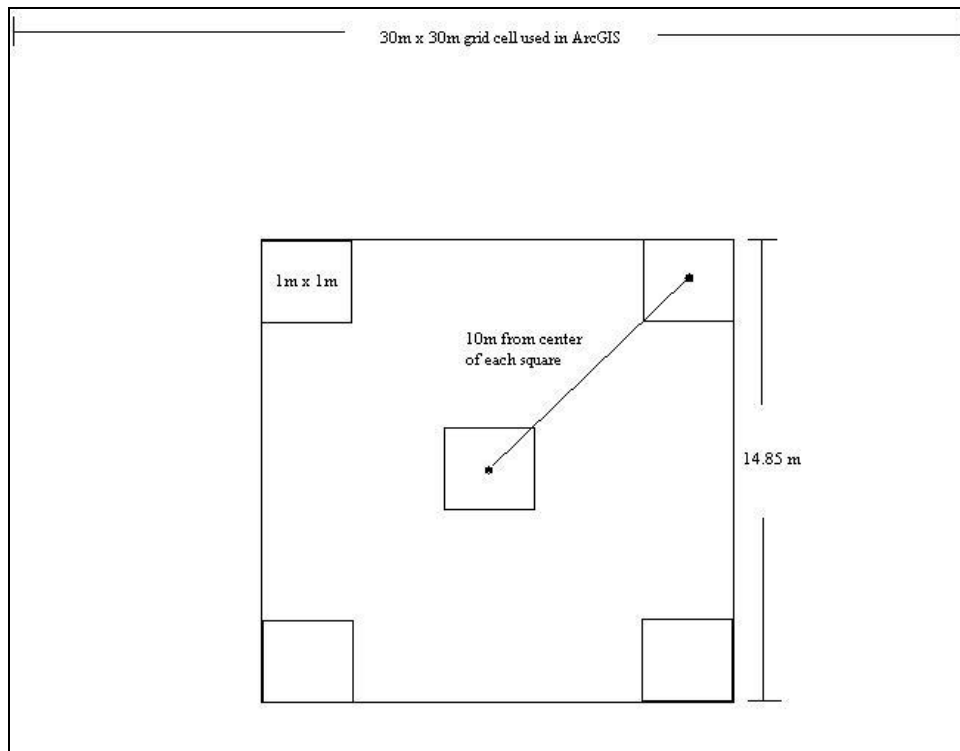 30m x 30m grid cell used in ArcGIS
1m x 1m
10m from center
of each square
14.85 m